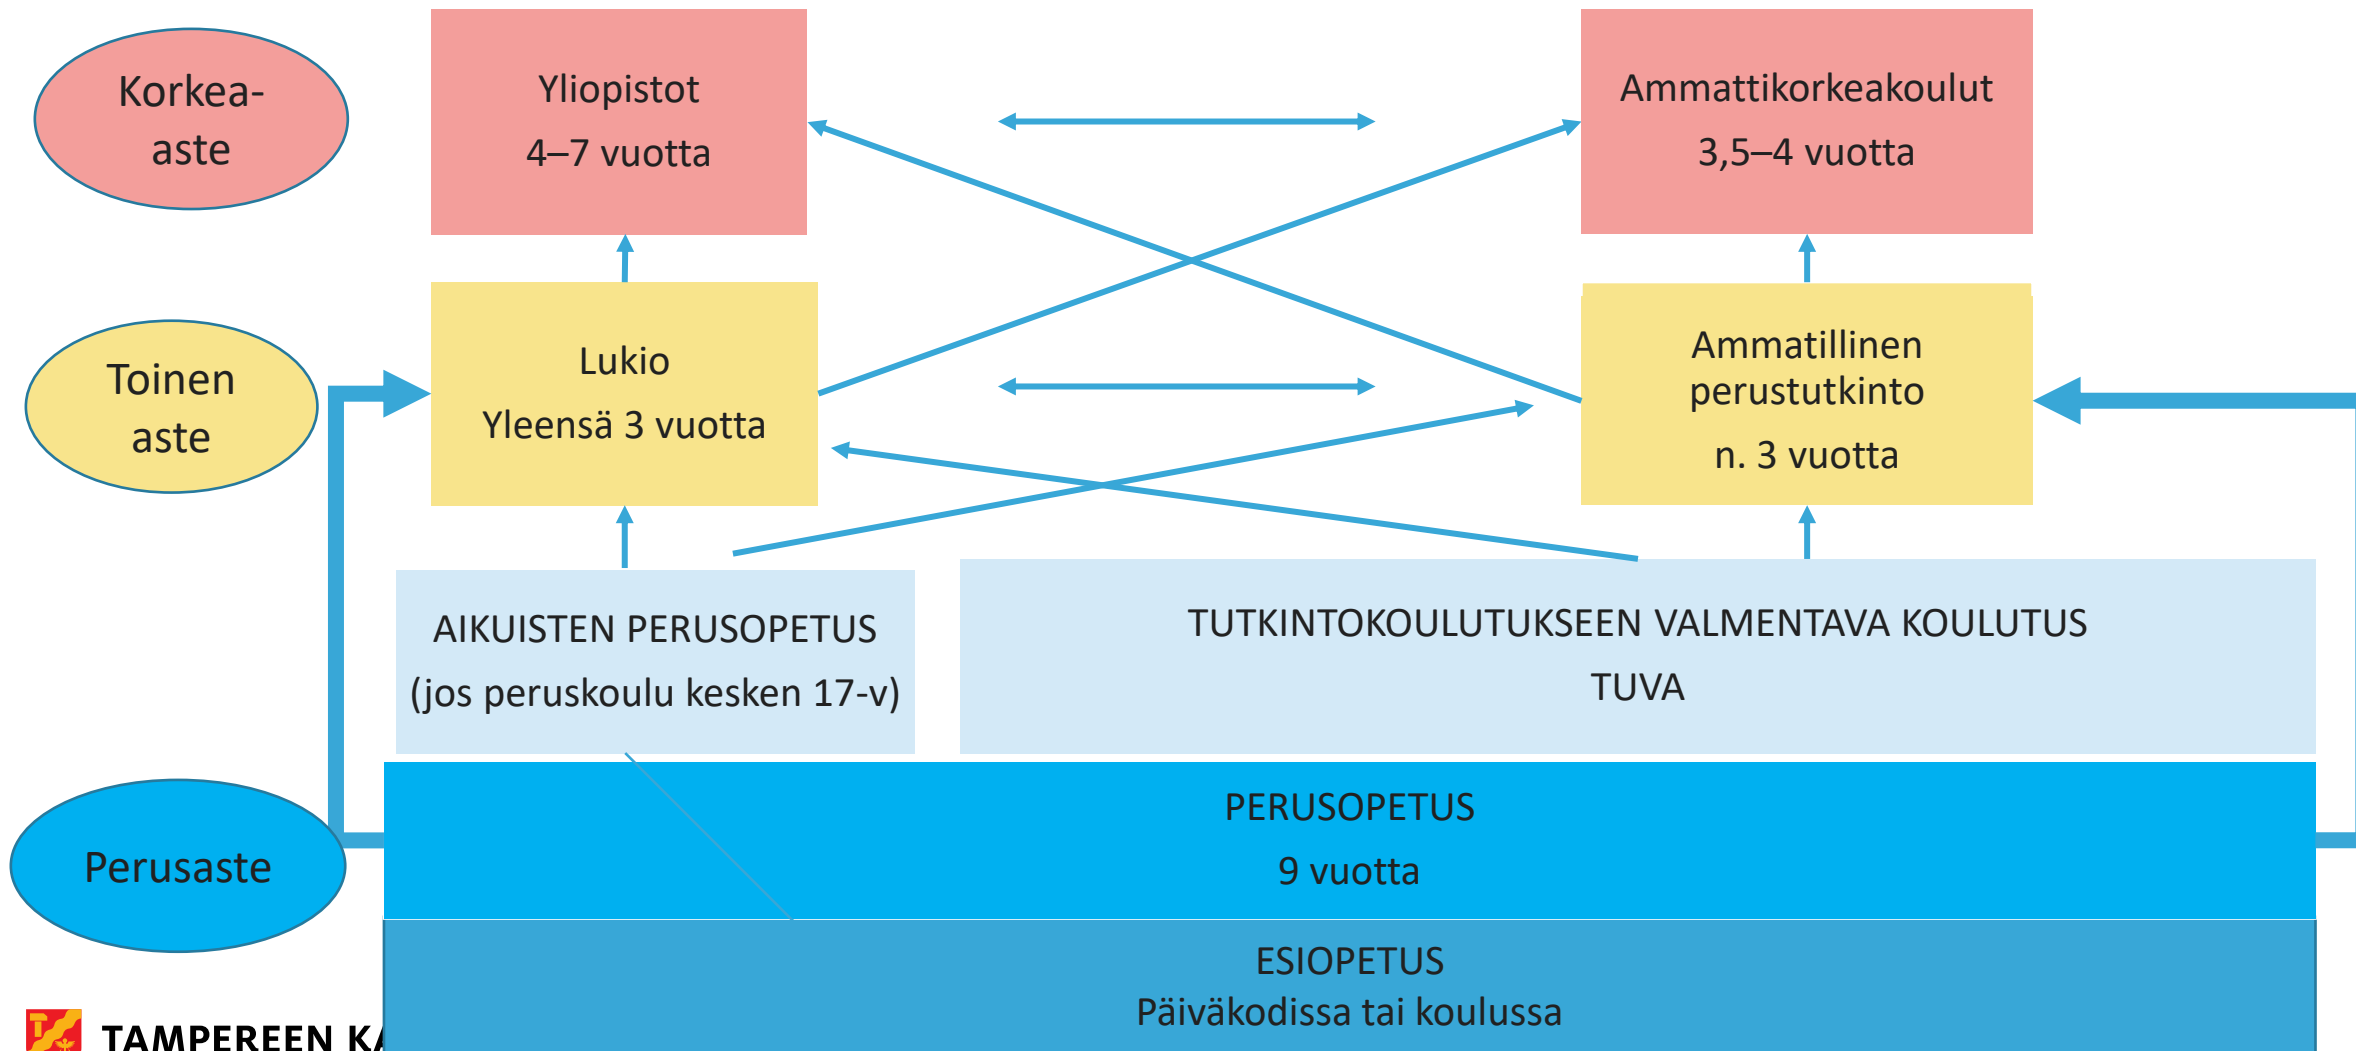 Korkea-
aste
Yliopistot
4–7 vuotta
Ammattikorkeakoulut
3,5–4 vuotta
Toinen
aste
Lukio
Yleensä 3 vuotta
Ammatillinen
perustutkinto
n. 3 vuotta
AIKUISTEN PERUSOPETUS
(jos peruskoulu kesken 17-v)
TUTKINTOKOULUTUKSEEN VALMENTAVA KOULUTUS
TUVA
Perusaste
PERUSOPETUS
9 vuotta
ESIOPETUS
Päiväkodissa tai koulussa
TAMPEREEN